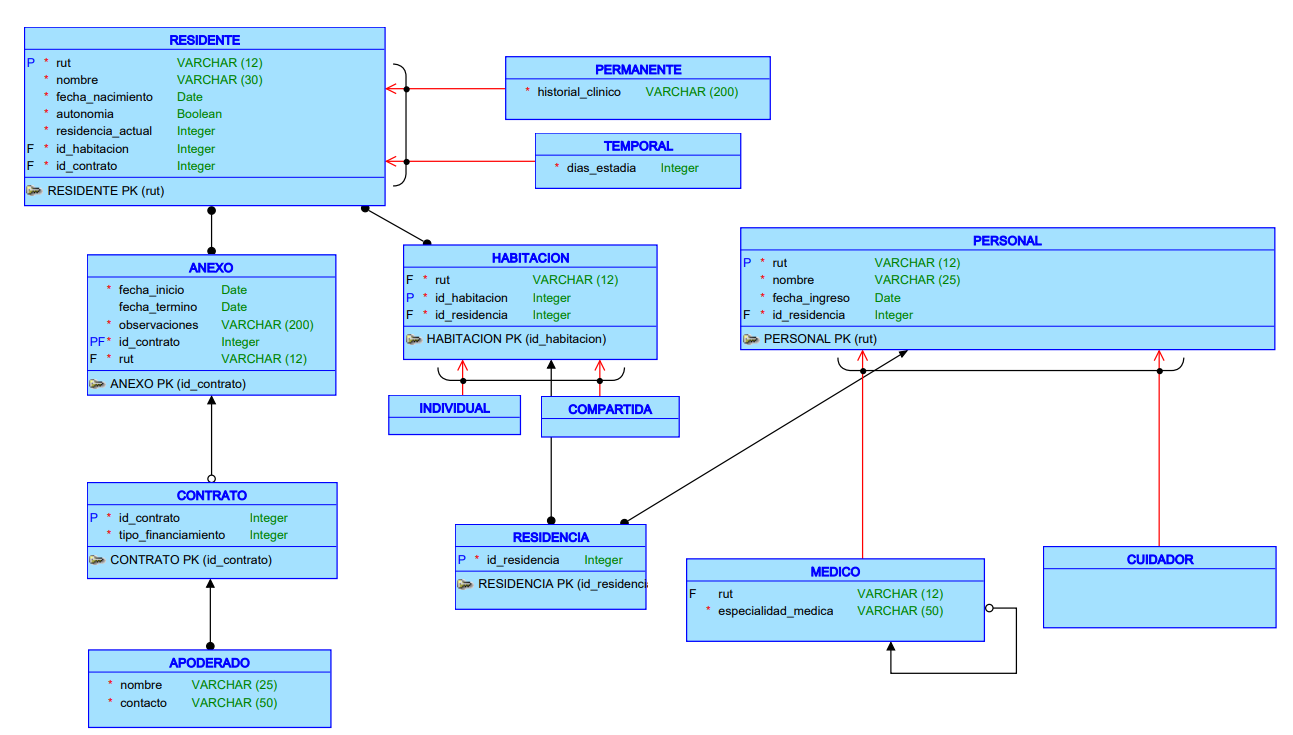 RESIDENTE
P * rut VARCHAR (12)
* nombre VARCHAR (30)
* fecha_nacimiento Date
* autonomia Boolean
* residencia_actual Integer
F * id_habitacion Integer
F * id_contrato Integer
RESIDENTE PK (rut)
PERMANENTE
* historial_clinico VARCHAR (200)
TEMPORAL
* dias_estadia Integer
ANEXO
* fecha_inicio Date
fecha_termino Date
* observaciones VARCHAR (200)
PF* id_contrato Integer
F * rut VARCHAR (12)
ANEXO PK (id_contrato)
HABITACION
F * rut VARCHAR (12)
P * id_habitacion Integer
F * id_residencia Integer
HABITACION PK (id_habitacion)
PERSONAL
P * rut VARCHAR (12)
* nombre VARCHAR (25)
* fecha_ingreso Date
F * id_residencia Integer
PERSONAL PK (rut)
INDIVIDUAL
COMPARTIDA
CONTRATO
P * id_contrato Integer
* tipo_financiamiento Integer
CONTRATO PK (id_contrato)
RESIDENCIA
P * id_residencia Integer
RESIDENCIA PK (id_residenci
MEDICO
F rut VARCHAR (12)
* especialidad_medica VARCHAR (50)
CUIDADOR
APODERADO
* nombre VARCHAR (25)
* contacto VARCHAR (50)